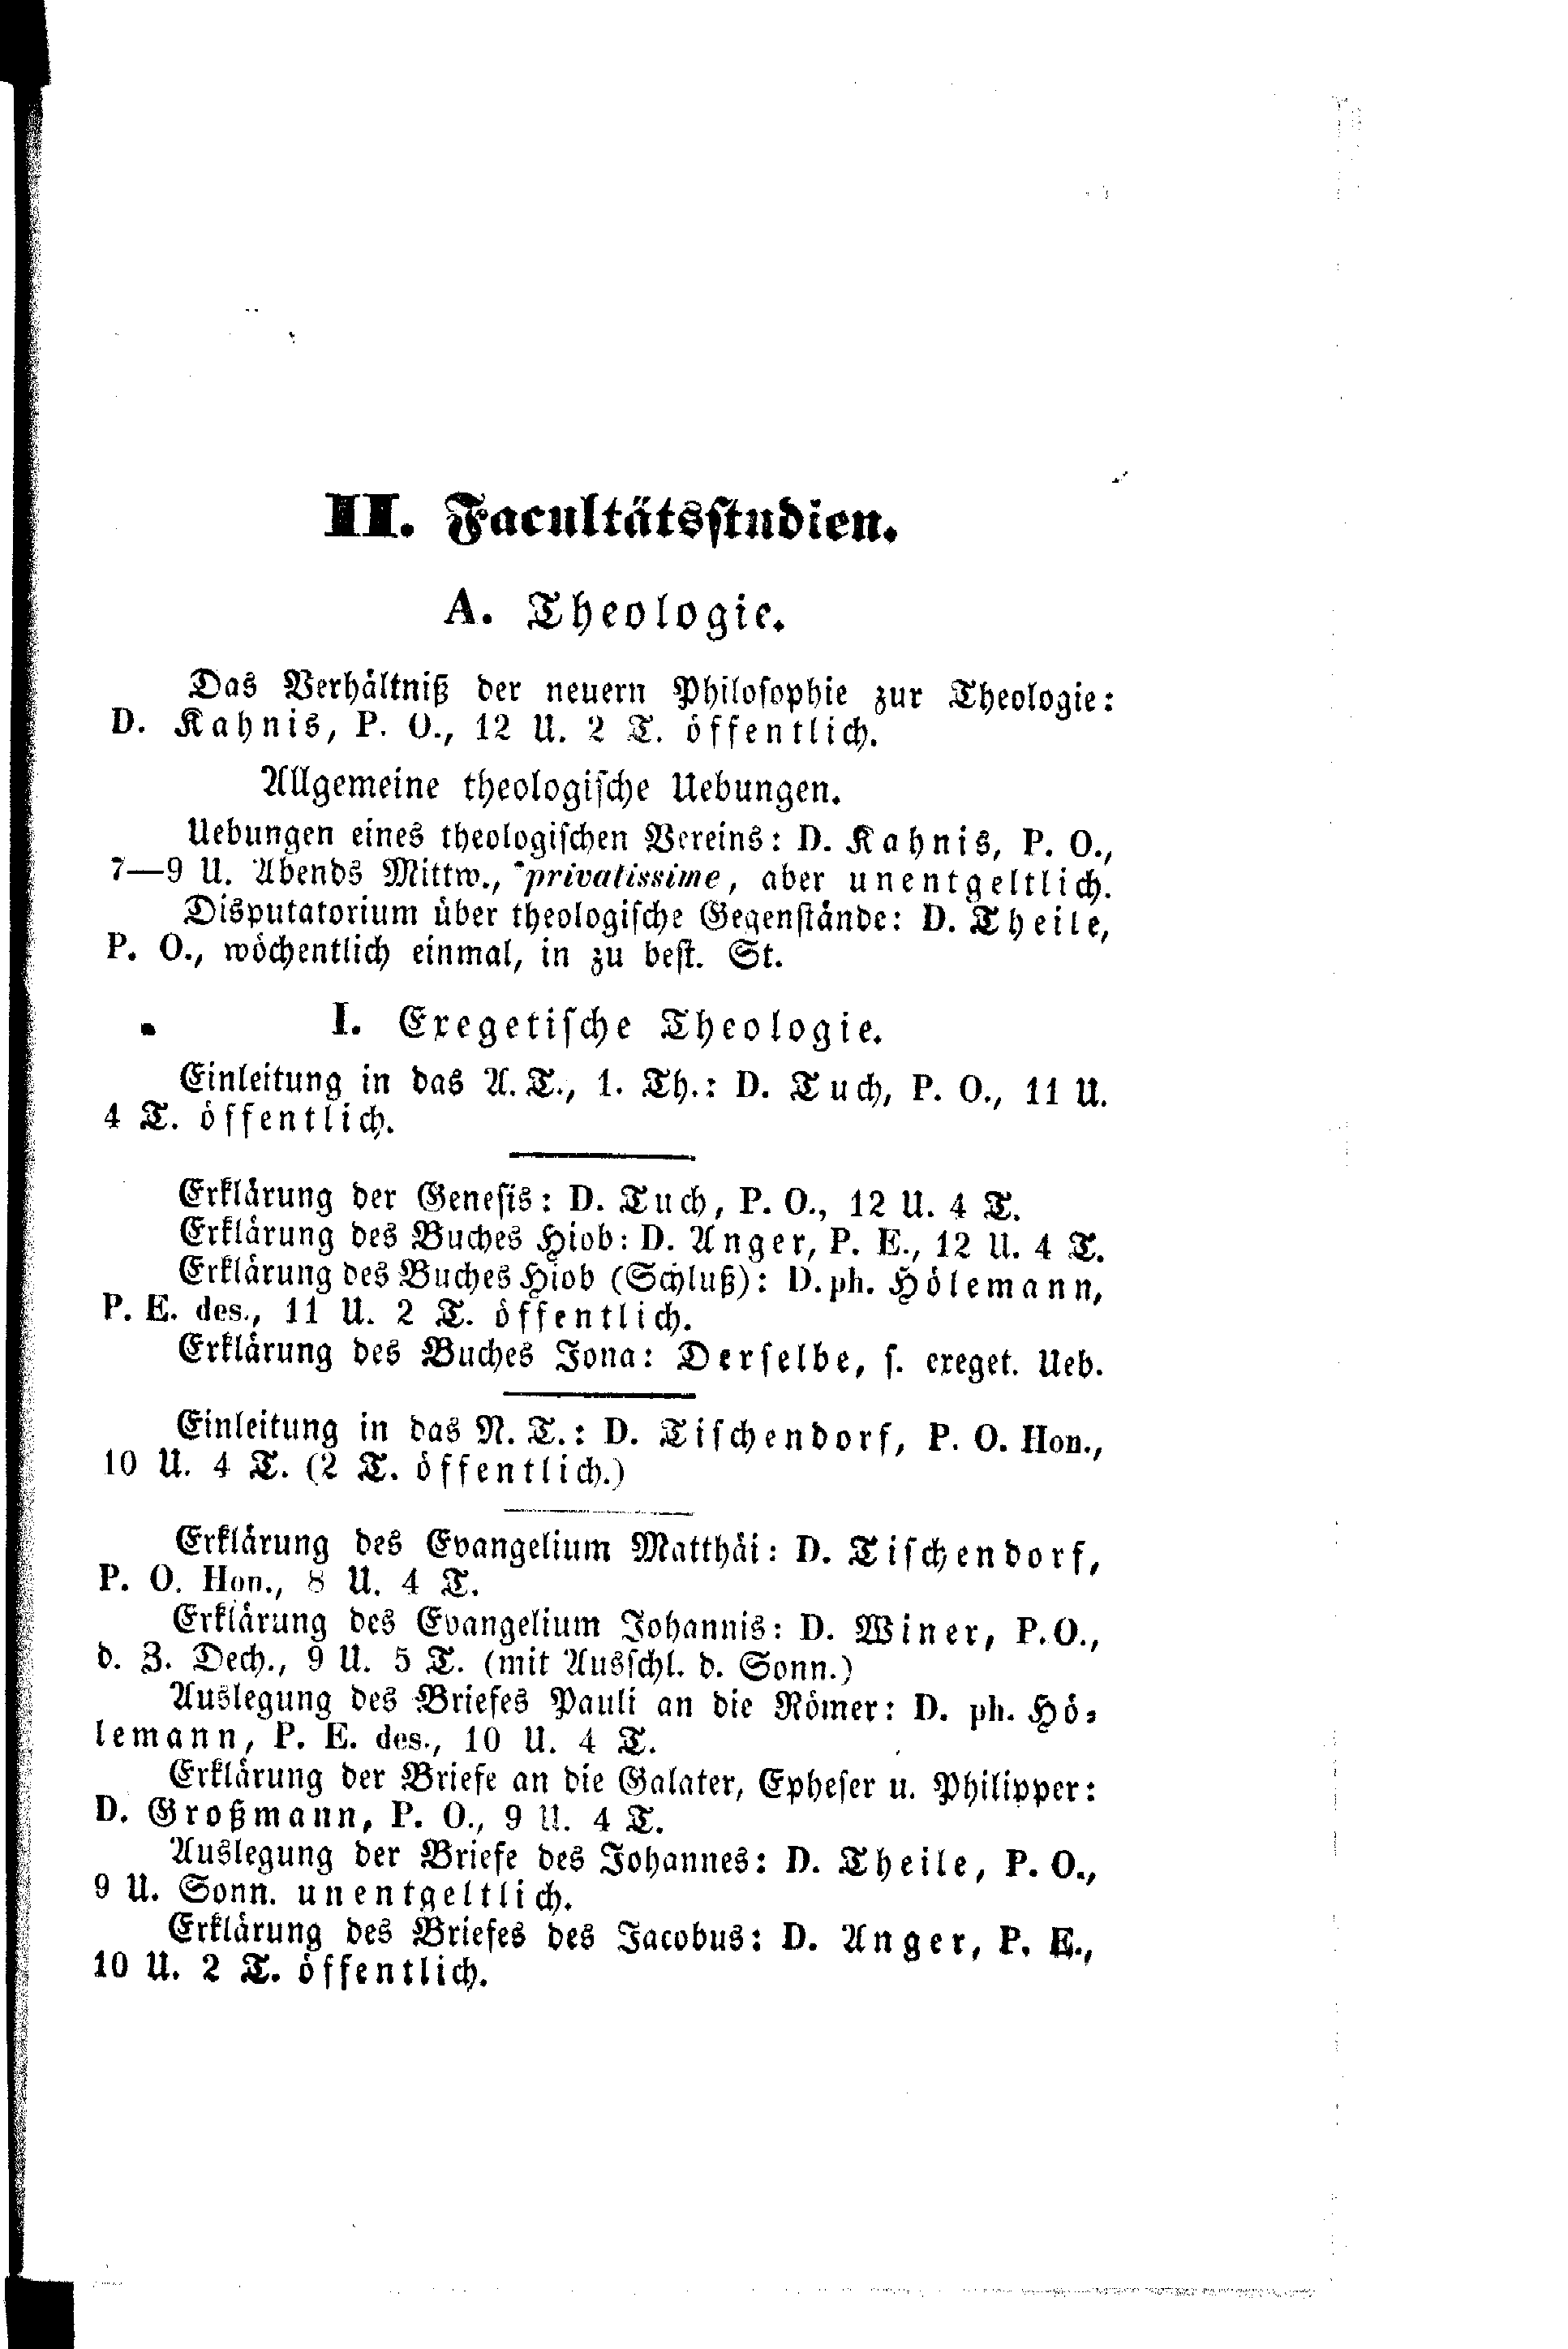 II. Facultätsstudien.
A. Theologie.
Das Verhältniß der neuern Philosophie zur Theologie:
D. Kahnis, P. O., 12 U. 2 T. öffentlich.
Allgemeine theologische Uebungen.
Uebungen eines theologischen Vereins: D. Kahnis, P. O.,
7—9 U. Abends Mittw., privatissime, aber unentgeltlich.
Disputatorium über theologische Gegenstände: D. Theile,
P. O., wöchentlich einmal, in zu best. St.
I. Exegetische Theologie.
Einleitung in das A. T., 1. Th.: D. Tuch, P. O., 11 U.
4 T. öffentlich.
Erklärung der Genesis: D. Tuch, P. O., 12 U. 4 T.
Erklärung des Buches Hiob: D. Anger, P. E., 12 U. 4 T.
Erklärung des Buches Hiob (Schluß): D. ph. Hölemann,
P. E. des., 11 U. 2 T. öffentlich.
Erklärung des Buches Jona: Derselbe, s. exeget. Ueb.
Einleitung in das N. T.: D. Tischendorf, P. O. Hon.,
10 U. 4 T. (2 T. öffentlich.)
Erklärung des Evangelium Matthäi: D. Tischendorf,
P. O. Hon., 8 U. 4 T.
Erklärung des Evangelium Johannis: D. Winer, P. O.,
d. Z. Dech., 9 U. 5 T. (mit Ausschl. d. Sonn.)
Auslegung des Briefes Pauli an die Römer: D. ph. Hö-
lemann, P. E. des., 10 U. 4 T.
Erklärung der Briefe an die Galater, Epheser u. Philipper:
D. Großmann, P. O., 9 U. 4 T.
Auslegung der Briefe des Johannes: D. Theile, P. O.,
9 U. Sonn. unentgeltlich.
Erklärung des Briefes des Jacobus: D. Anger, P. E.,
10 U. 2 T. öffentlich.